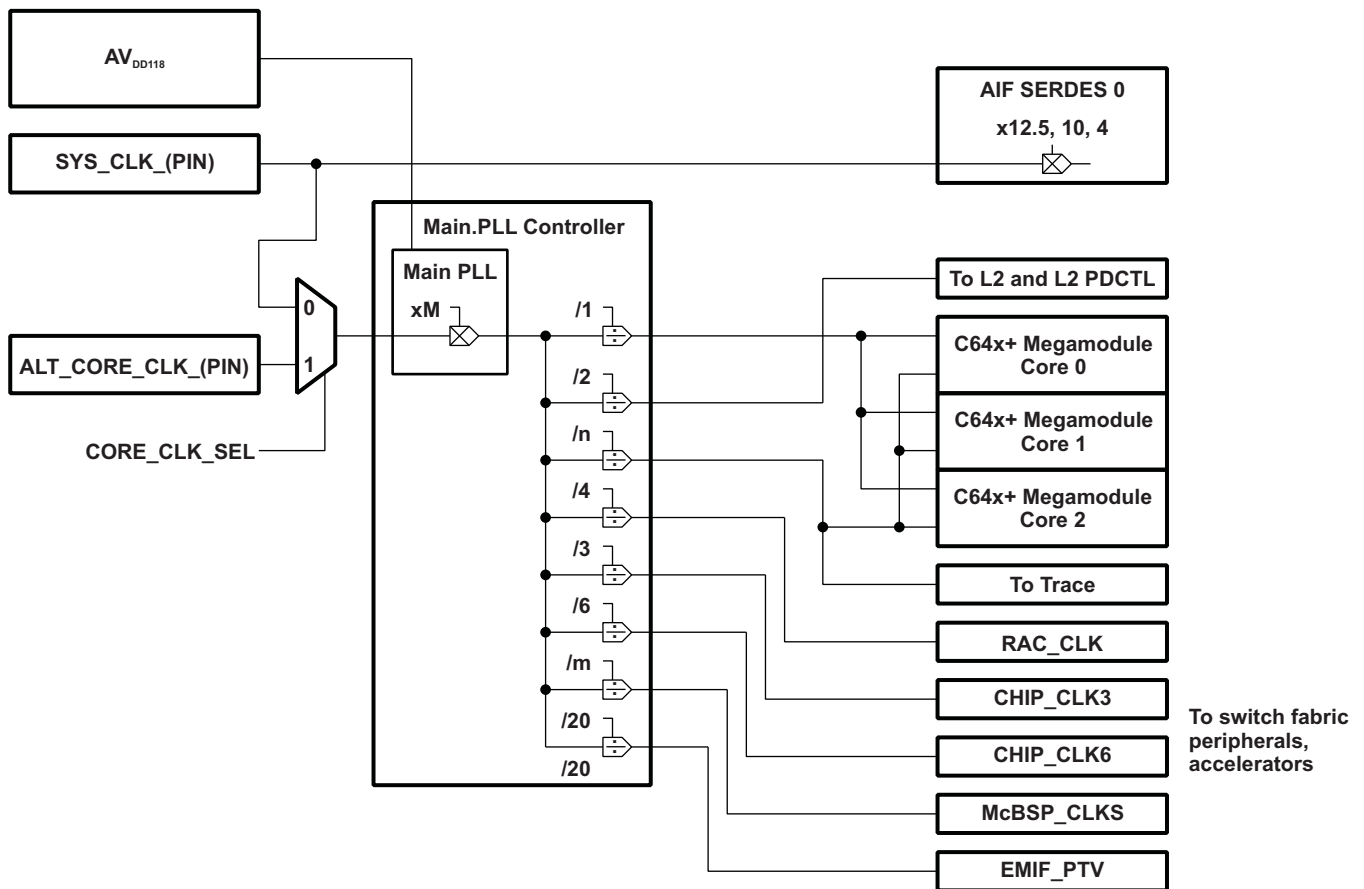 AVDD118
SYS_CLK_(PIN)
ALT_CORE_CLK_(PIN)
CORE_CLK_SEL
0
1
Main.PLL Controller
Main PLL
xM
/1
/2
/n
/4
/3
/6
/m
/20
/20
AIF SERDES 0
x12.5, 10, 4
To L2 and L2 PDCTL
C64x+ Megamodule
Core 0
C64x+ Megamodule
Core 1
C64x+ Megamodule
Core 2
To Trace
RAC_CLK
CHIP_CLK3
CHIP_CLK6
McBSP_CLKS
EMIF_PTV
To switch fabric
peripherals,
accelerators